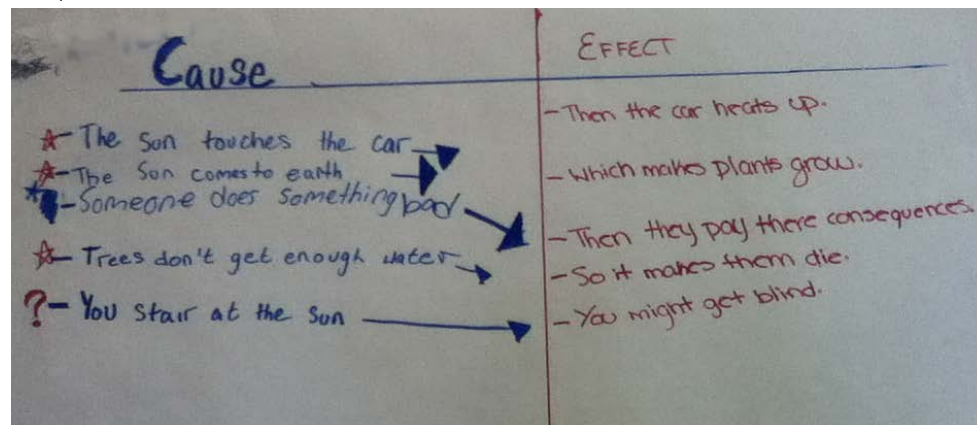 Cause
EFFECT
- The Sun touches the car
- Then the car heats up.
- The Sun comes to earth
- which makes plants grow.
- Someone does something bad
- Then they pay there consequences.
- Trees don't get enough water
- So it makes them die.
? - You stair at the sun
- You might get blind.